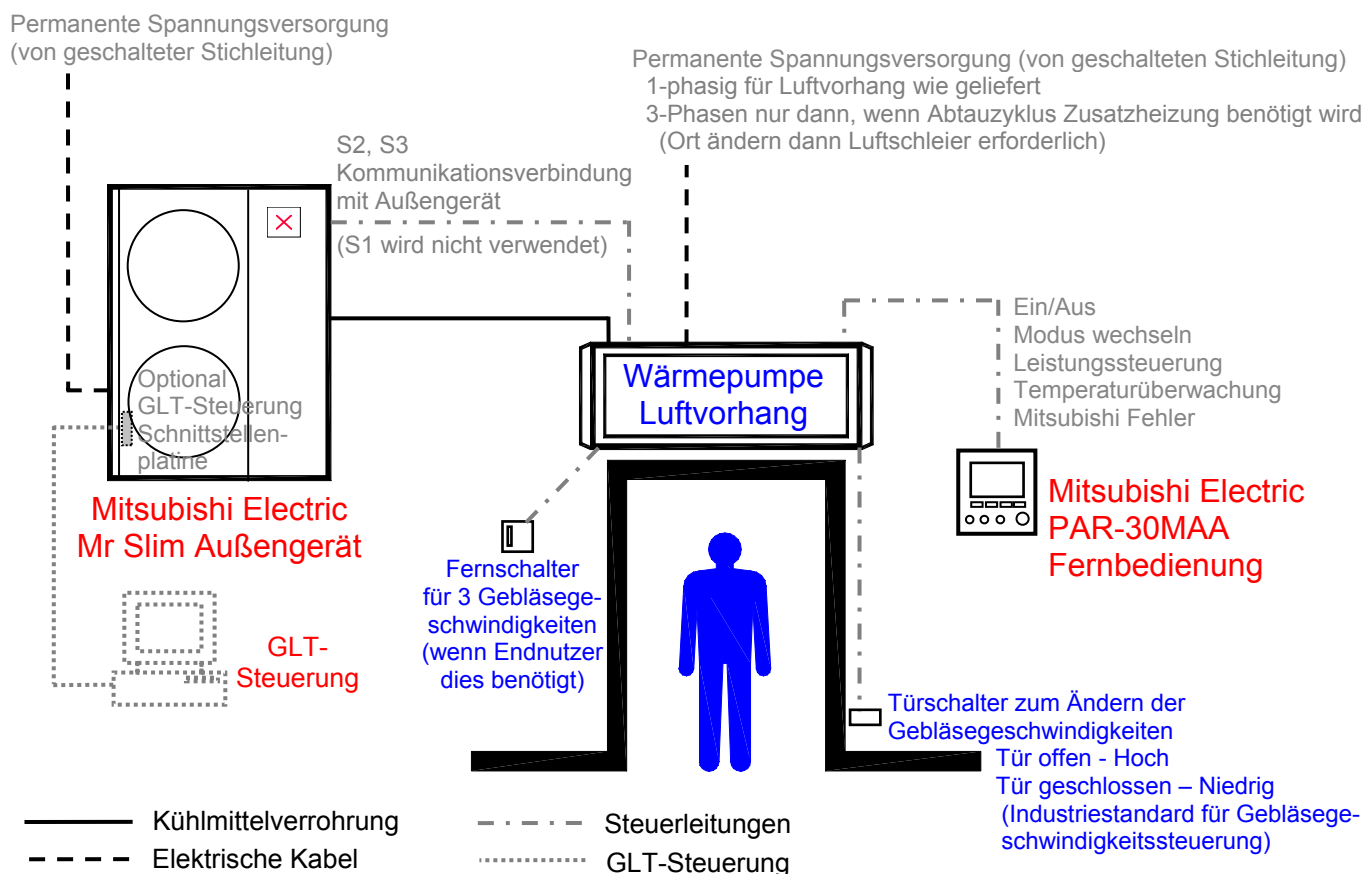 Permanente Spannungsversorgung
(von geschalteter Stichleitung)
Permanente Spannungsversorgung (von geschalteten Stichleitung)
1-phasig für Luftvorhang wie geliefert
3-Phasen nur dann, wenn Abtauzyklus Zusatzheizung benötigt wird
(Ort ändern dann Luftschleier erforderlich)
S2, S3
Kommunikationsverbindung
mit Außengerät
(S1 wird nicht verwendet)
Ein/Aus
Modus wechseln
Leistungssteuerung
Temperaturüberwachung
Mitsubishi Fehler
Wärmepumpe
Luftvorhang
Optional
GLT-Steuerung
Schnittstellen-
platine
Mitsubishi Electric
Mr Slim Außengerät
Mitsubishi Electric
PAR-30MAA
Fernbedienung
Fernschalter
für 3 Gebläsege-
schwindigkeiten
(wenn Endnutzer
dies benötigt)
GLT-
Steuerung
Türschalter zum Ändern der
Gebläsegeschwindigkeiten
Tür offen - Hoch
Tür geschlossen – Niedrig
(Industriestandard für Gebläsege-
schwindigkeitssteuerung)
Kühlmittelverrohrung
Elektrische Kabel
Steuerleitungen
GLT-Steuerung